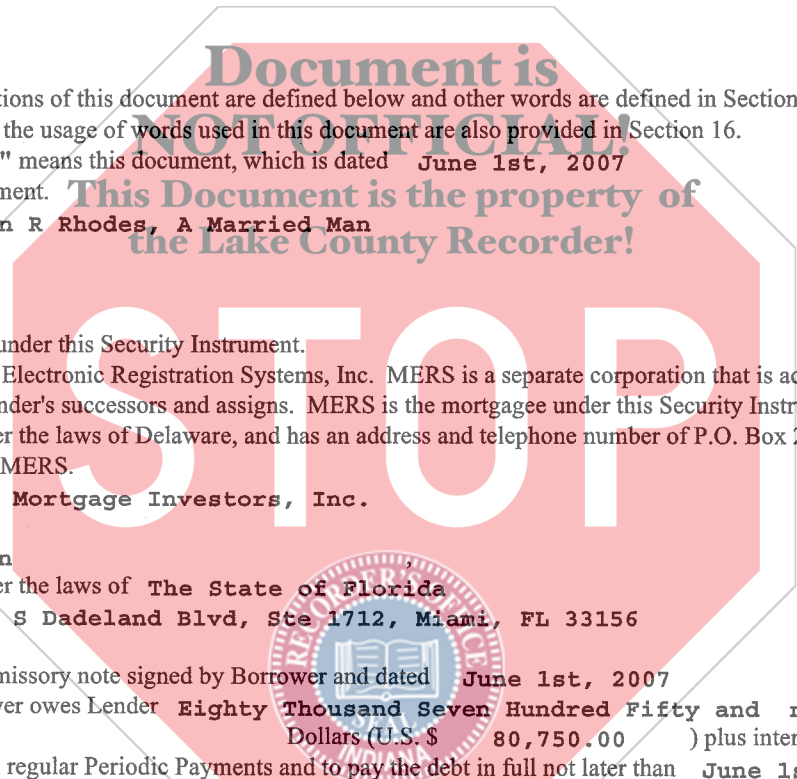 Document is
tions of this document are defined below and other words are defined in Section
NOT OFFICIAL!
the usage of words used in this document are also provided in Section 16.
" means this document, which is dated June 1st, 2007
ment.
This Document is the property of
n R Rhodes, A Married Man
the Lake County Recorder!
STOP
under this Security Instrument.
Electronic Registration Systems, Inc. MERS is a separate corporation that is
nder's successors and assigns. MERS is the mortgagee under this Security Instr
er the laws of Delaware, and has an address and telephone number of P.O. Box
MERS.
Mortgage Investors, Inc.
n ,
er the laws of The State of Florida
S Dadeland Blvd, Ste 1712, Miami, FL 33156
RECORDER'S OFFICE
missory note signed by Borrower and dated June 1st, 2007
ver owes Lender Eighty Thousand Seven Hundred Fifty and
SEAL
Dollars (U.S. $ 80,750.00 ) plus inter
INDIANA
regular Periodic Payments and to pay the debt in full not later than June 1s